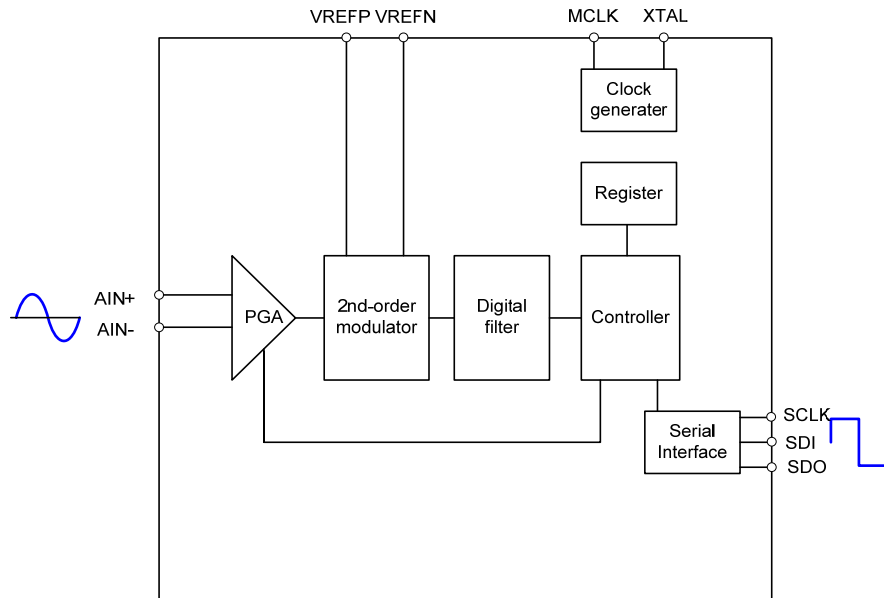 VREFP VREFN
MCLK XTAL
Clock
generater
Register
AIN+
AIN-
PGA
2nd-order
modulator
Digital
filter
Controller
Serial
Interface
SCLK
SDI
SDO